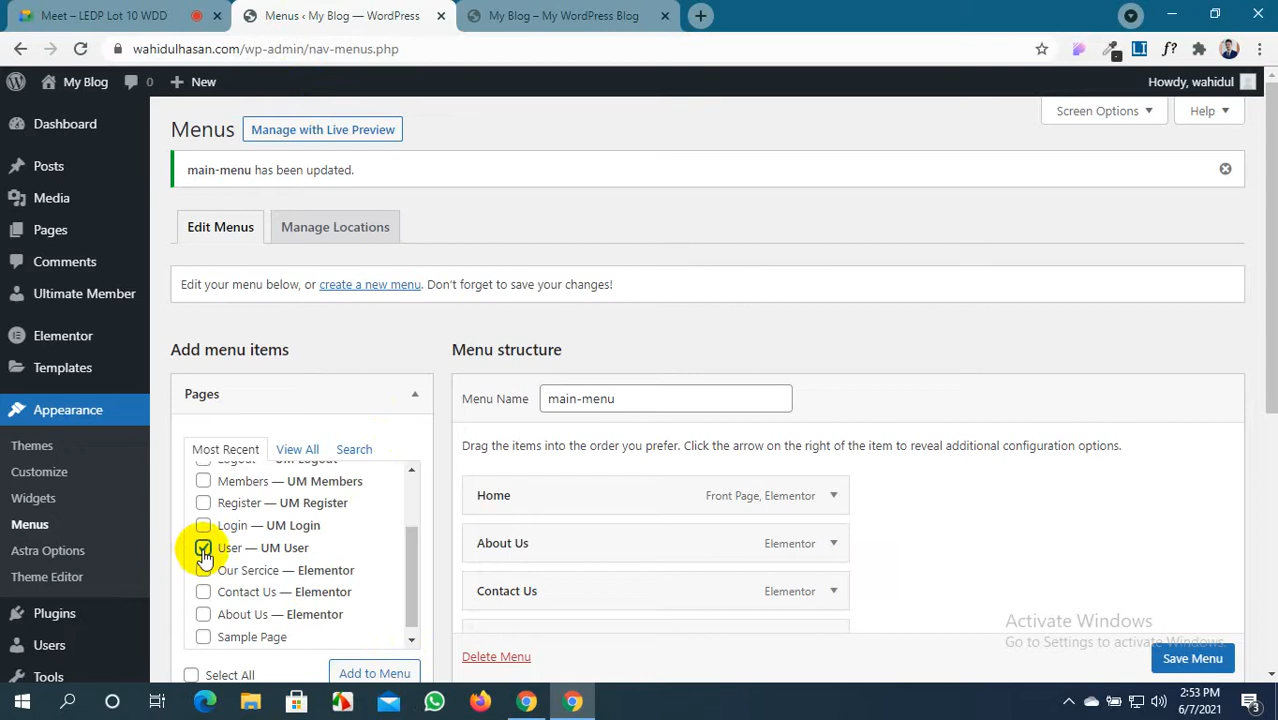 Meet – LEDP Lot 10 WDD
Menus ‹ My Blog — WordPress
My Blog – My WordPress Blog
wahidulhasan.com/wp-admin/nav-menus.php
My Blog
0
New
Howdy, wahidul
Dashboard
Posts
Media
Pages
Comments
Ultimate Member
Elementor
Templates
Appearance
Themes
Customize
Widgets
Menus
Astra Options
Theme Editor
Plugins
Users
Tools
Screen Options
Help
Menus
Manage with Live Preview
main-menu has been updated.
Edit Menus
Manage Locations
Edit your menu below, or create a new menu. Don't forget to save your changes!
Add menu items
Pages
Most Recent
View All
Search
Logout — UM Logout
Members — UM Members
Register — UM Register
Login — UM Login
User — UM User
Our Sercice — Elementor
Contact Us — Elementor
About Us — Elementor
Sample Page
Select All
Add to Menu
Menu structure
Menu Name
main-menu
Drag the items into the order you prefer. Click the arrow on the right of the item to reveal additional configuration options.
Home
Front Page, Elementor
About Us
Elementor
Contact Us
Elementor
Delete Menu
Save Menu
Activate Windows
Go to Settings to activate Windows.
2:53 PM
6/7/2021
3